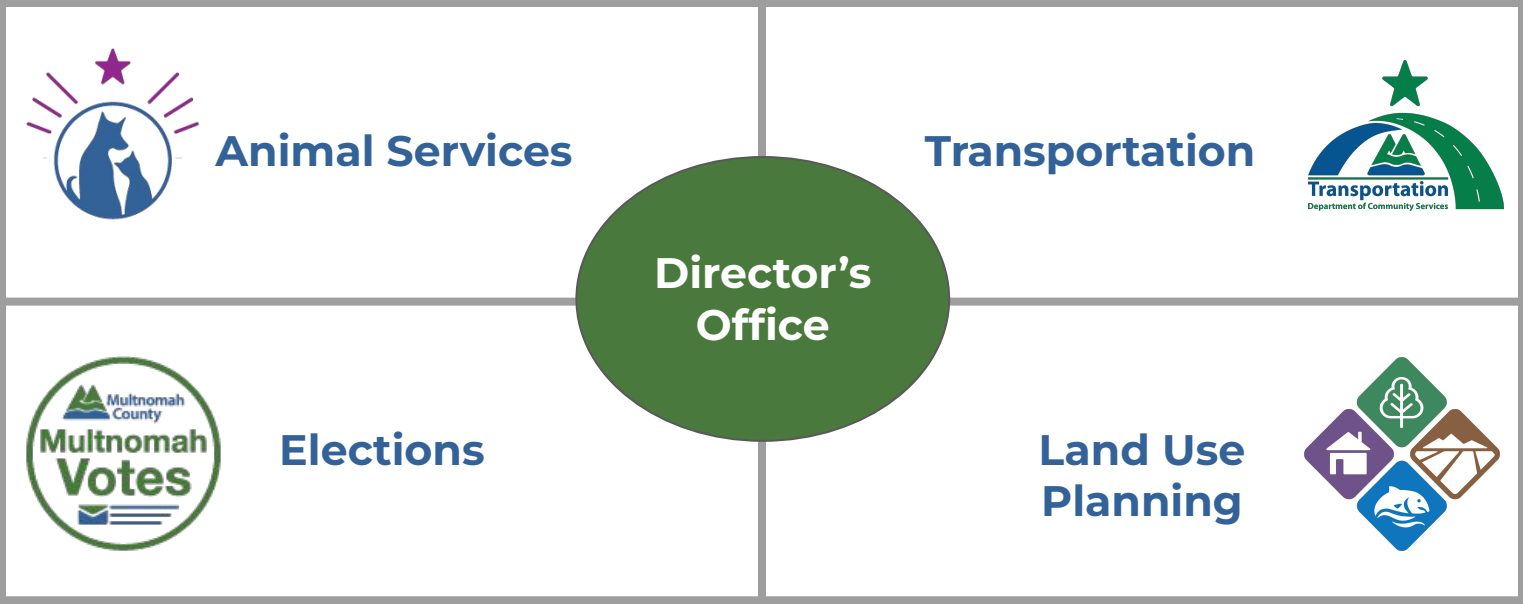 Animal Services
Transportation
Transportation
Department of Community Services
Director’s
Office
Multnomah
County
Multnomah
Votes
Elections
Land Use
Planning